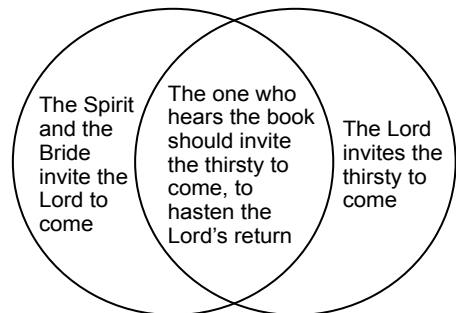 The Spirit
and the
Bride
invite the
Lord to
come
The one who
hears the book
should invite
the thirsty to
come, to
hasten the
Lord’s return
The Lord
invites the
thirsty to
come